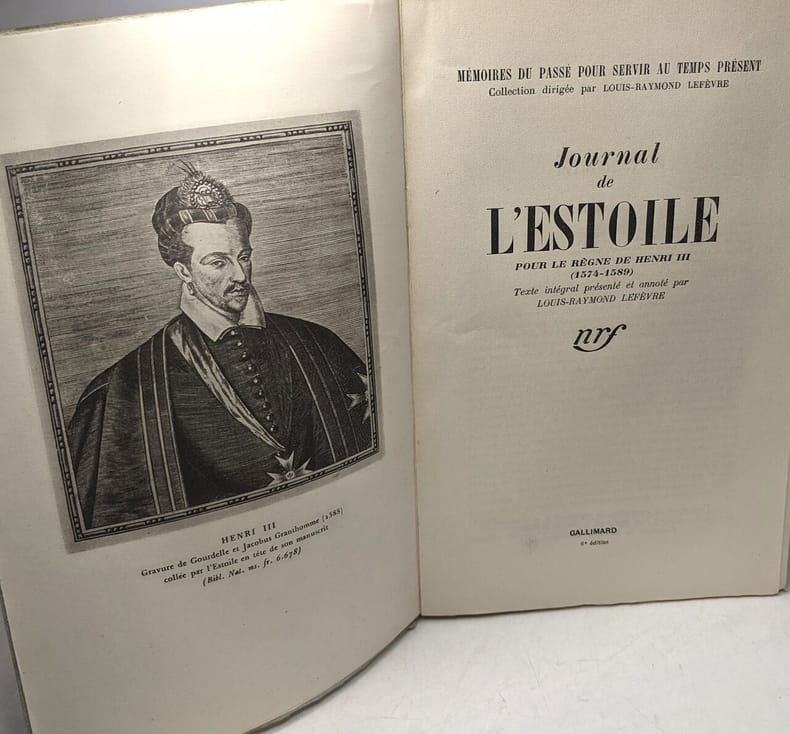 HENRI III
Gravure de Gourdelle et Jacobus Granthomme (1588)
collée par l'Estoile en tête de son manuscrit
(Bibl. Nat. ms. fr. 6.678)
MÉMOIRES DU PASSÉ POUR SERVIR AU TEMPS PRÉSENT
Collection dirigée par LOUIS-RAYMOND LEFÈVRE
Journal
de
L'ESTOILE
POUR LE RÈGNE DE HENRI III
(1574-1589)
Texte intégral présenté et annoté par
LOUIS-RAYMOND LEFÈVRE
nrf
GALLIMARD
6e édition